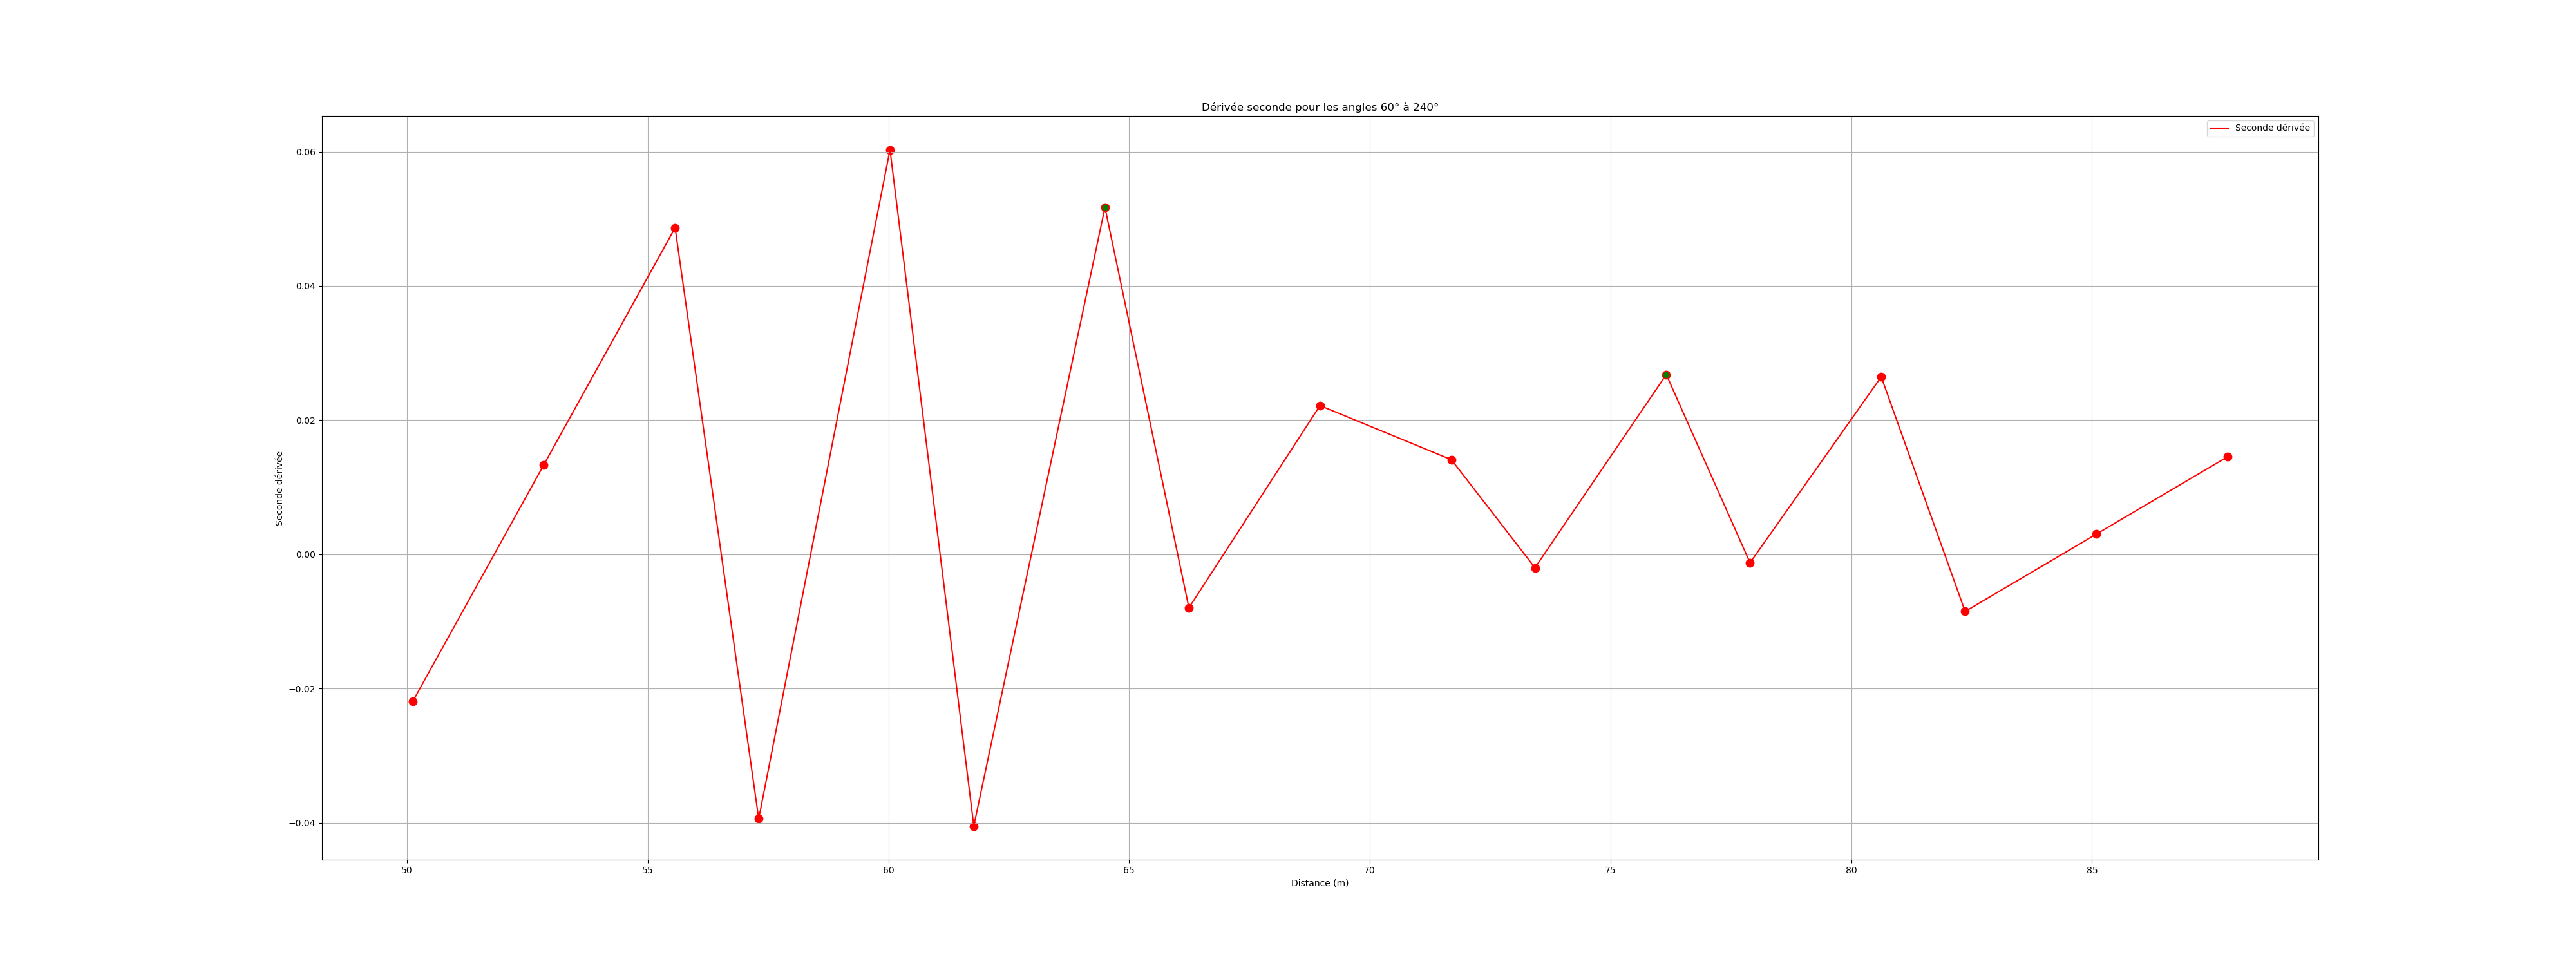 Dérivée seconde pour les angles 60° à 240°
Seconde dérivée
0.06
0.04
0.02
0.00
−0.02
−0.04
Seconde dérivée
50 55 60 65 70 75 80 85
Distance (m)